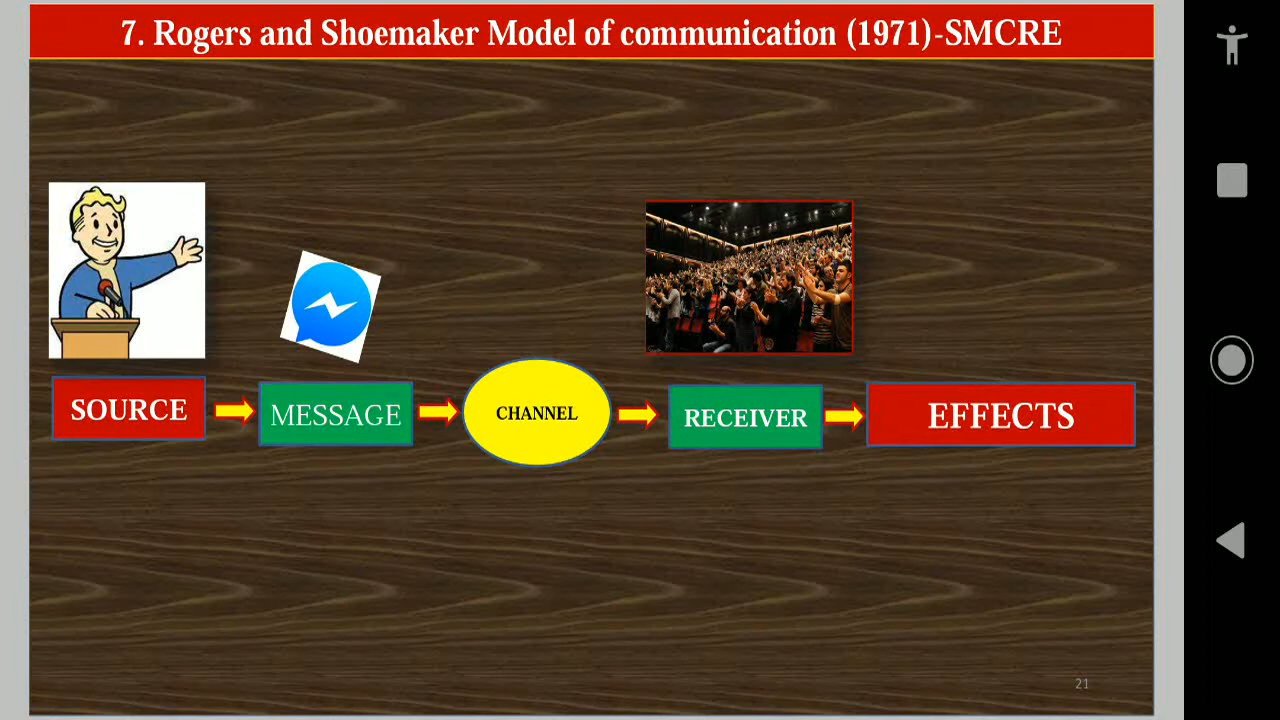 7. Rogers and Shoemaker Model of communication (1971)-SMCRE
SOURCE
MESSAGE
CHANNEL
RECEIVER
EFFECTS
21